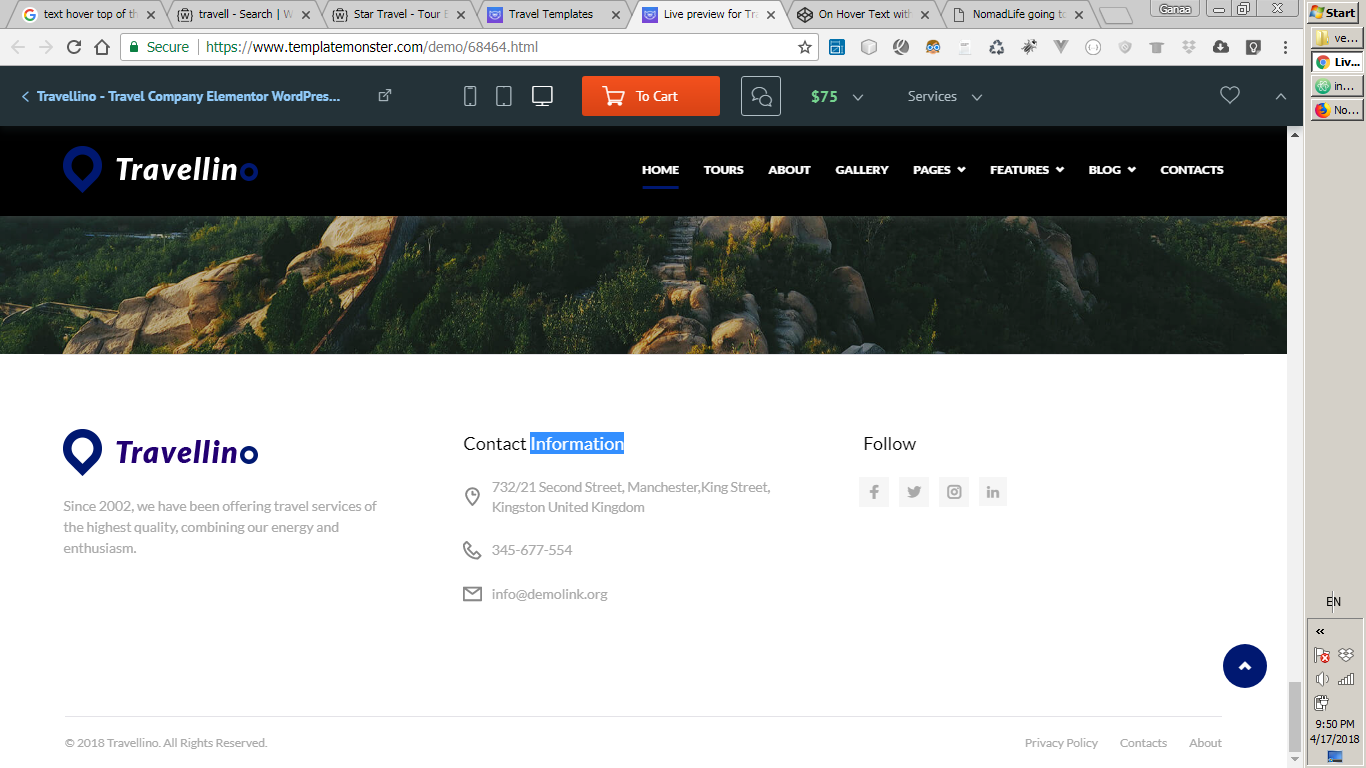 text hover top of th
travell - Search | W
Star Travel - Tour E
Travel Templates
Live preview for Tra
On Hover Text with
NomadLife going to
Ganaa
Secure
https://www.templatemonster.com/demo/68464.html
Travellino - Travel Company Elementor WordPres...
To Cart
$75
Services
Travellino
HOME
TOURS
ABOUT
GALLERY
PAGES
FEATURES
BLOG
CONTACTS
Travellino
Since 2002, we have been offering travel services of
the highest quality, combining our energy and
enthusiasm.
Contact Information
732/21 Second Street, Manchester,King Street,
Kingston United Kingdom
345-677-554
info@demolink.org
Follow
© 2018 Travellino. All Rights Reserved.
Privacy Policy
Contacts
About
Start
ve...
Liv...
in...
No...
EN
9:50 PM
4/17/2018